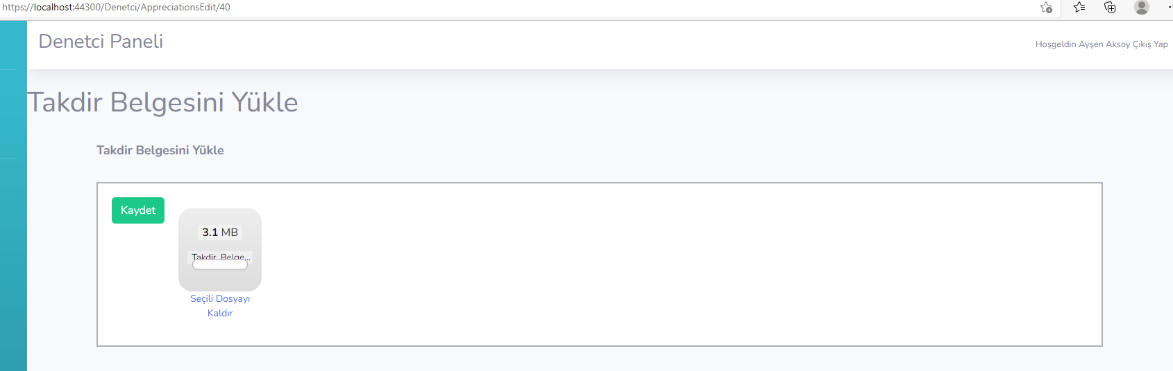 https://localhost:44300/Denetci/AppreciationsEdit/40
Denetci Paneli
Hoşgeldin Ayşen Aksoy Çıkış Yap
Takdir Belgesini Yükle
Takdir Belgesini Yükle
Kaydet
3.1 MB
Takdir_Belge...
Seçili Dosyayı
Kaldır